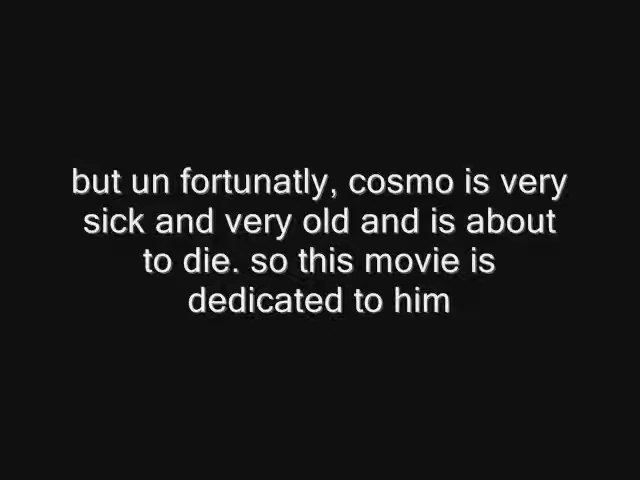 but un fortunatly, cosmo is very
sick and very old and is about
to die. so this movie is
dedicated to him